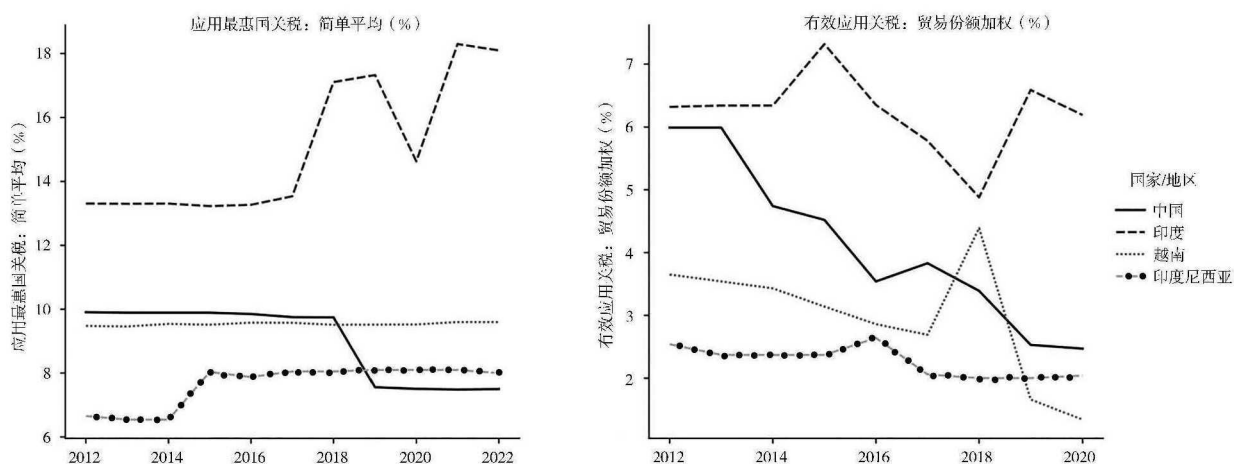 应用最惠国关税：简单平均（%）
应用最惠国关税：简单平均（%）
18
16
14
12
10
8
6
2012
2014
2016
2018
2020
2022
有效应用关税：贸易份额加权（%）
有效应用关税：贸易份额加权（%）
7
6
5
4
3
2
2012
2014
2016
2018
2020
国家/地区
中国
印度
越南
印度尼西亚